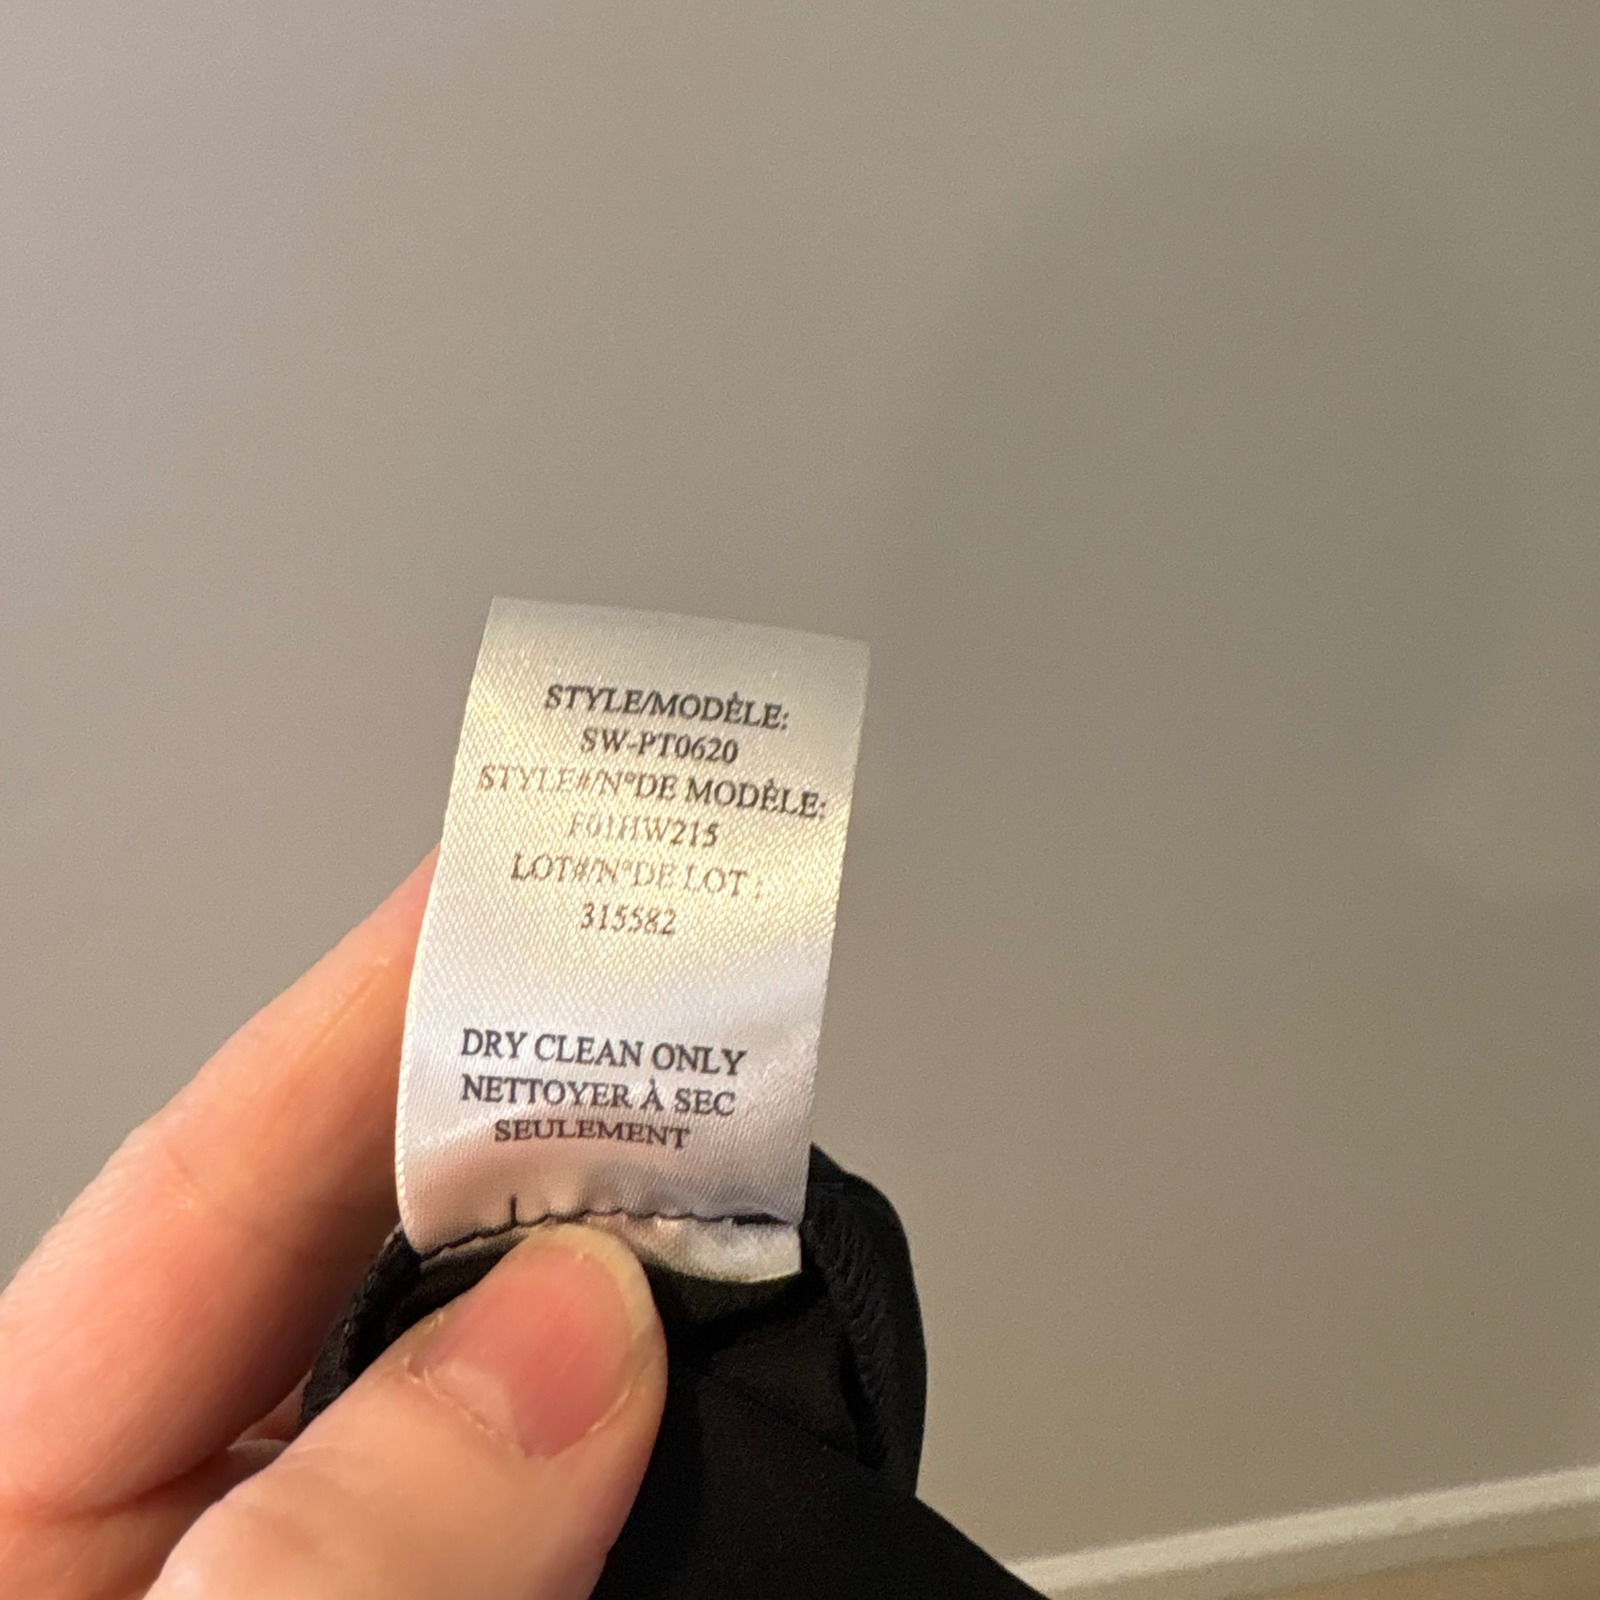 STYLE/MODÈLE:
SW-PT0620
STYLE#/N°DE MODÈLE:
F01HW215
LOT#/N°DE LOT :
315582
DRY CLEAN ONLY
NETTOYER À SEC
SEULEMENT